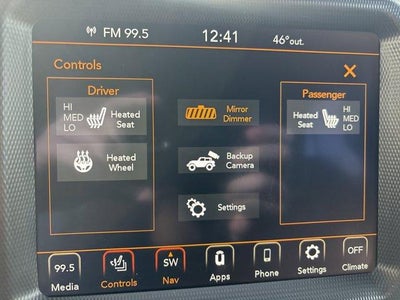 FM 99.5 12:41 46°out.
Controls
Driver
HI
MED
LO
Heated
Seat
Heated
Wheel
Mirror
Dimmer
Backup
Camera
Settings
Passenger
Heated
Seat
HI
MED
LO
99.5
Media
Controls
SW
Nav
Apps
Phone
Settings
OFF
Climate